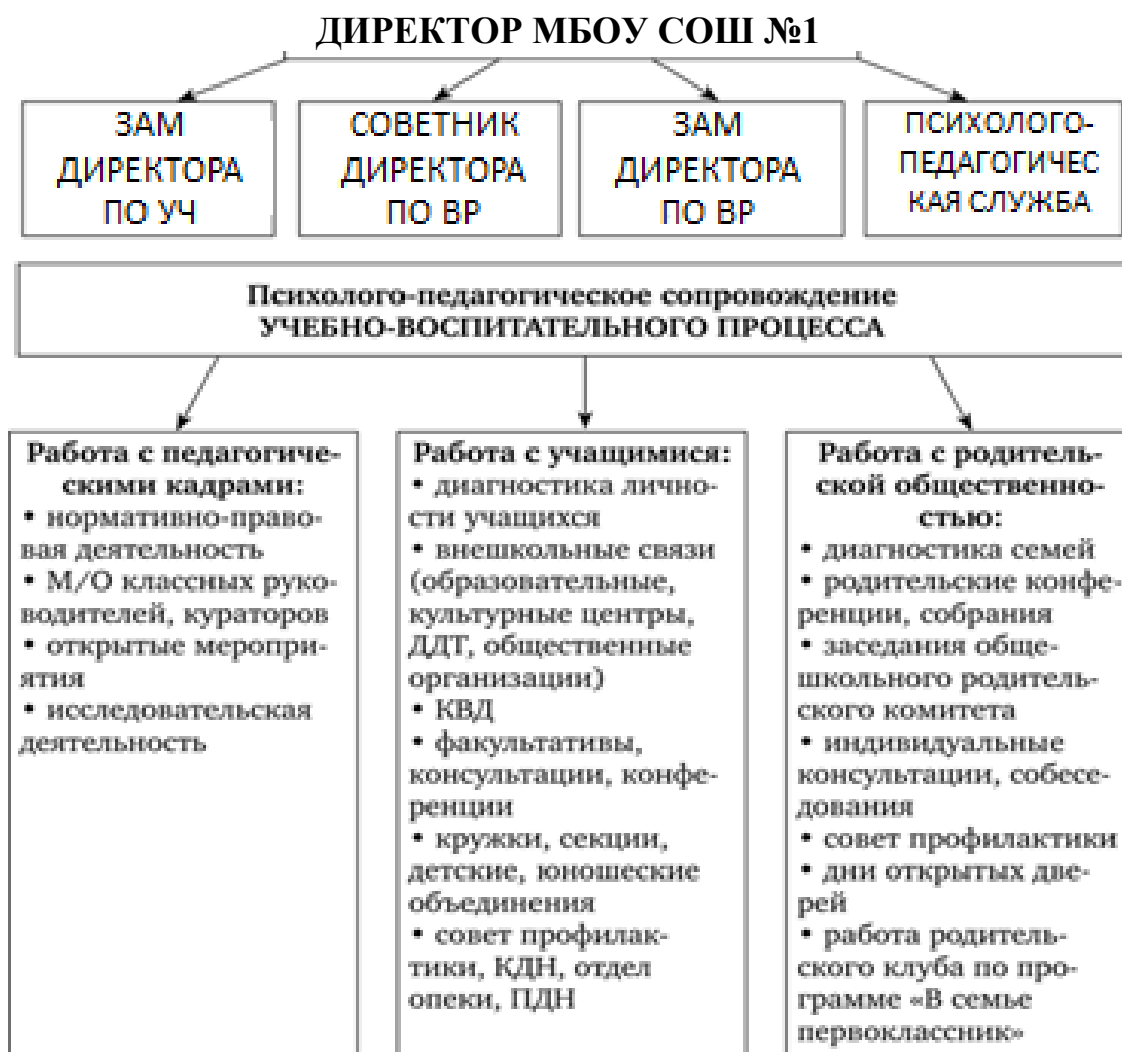 ДИРЕКТОР МБОУ СОШ №1
ЗАМ
ДИРЕКТОРА
ПО УЧ
СОВЕТНИК
ДИРЕКТОРА
ПО ВР
ЗАМ
ДИРЕКТОРА
ПО ВР
ПСИХОЛОГО-
ПЕДАГОГИЧЕС
КАЯ СЛУЖБА
Психолого-педагогическое сопровождение
УЧЕБНО-ВОСПИТАТЕЛЬНОГО ПРОЦЕССА
Работа с педагогиче-
скими кадрами:
• нормативно-право-
вая деятельность
• М/О классных руко-
водителей, кураторов
• открытые меропри-
ятия
• исследовательская
деятельность
Работа с учащимися:
• диагностика лично-
сти учащихся
• внешкольные связи
(образовательные,
культурные центры,
ДДТ, общественные
организации)
• КВД
• факультативы,
консультации, конфе-
ренции
• кружки, секции,
детские, юношеские
объединения
• совет профилак-
тики, КДН, отдел
опеки, ПДН
Работа с родитель-
ской общественно-
стью:
• диагностика семей
• родительские конфе-
ренции, собрания
• заседания обще-
школьного родитель-
ского комитета
• индивидуальные
консультации, собесе-
дования
• совет профилактики
• дни открытых две-
рей
• работа родитель-
ского клуба по про-
грамме «В семье
первоклассник»